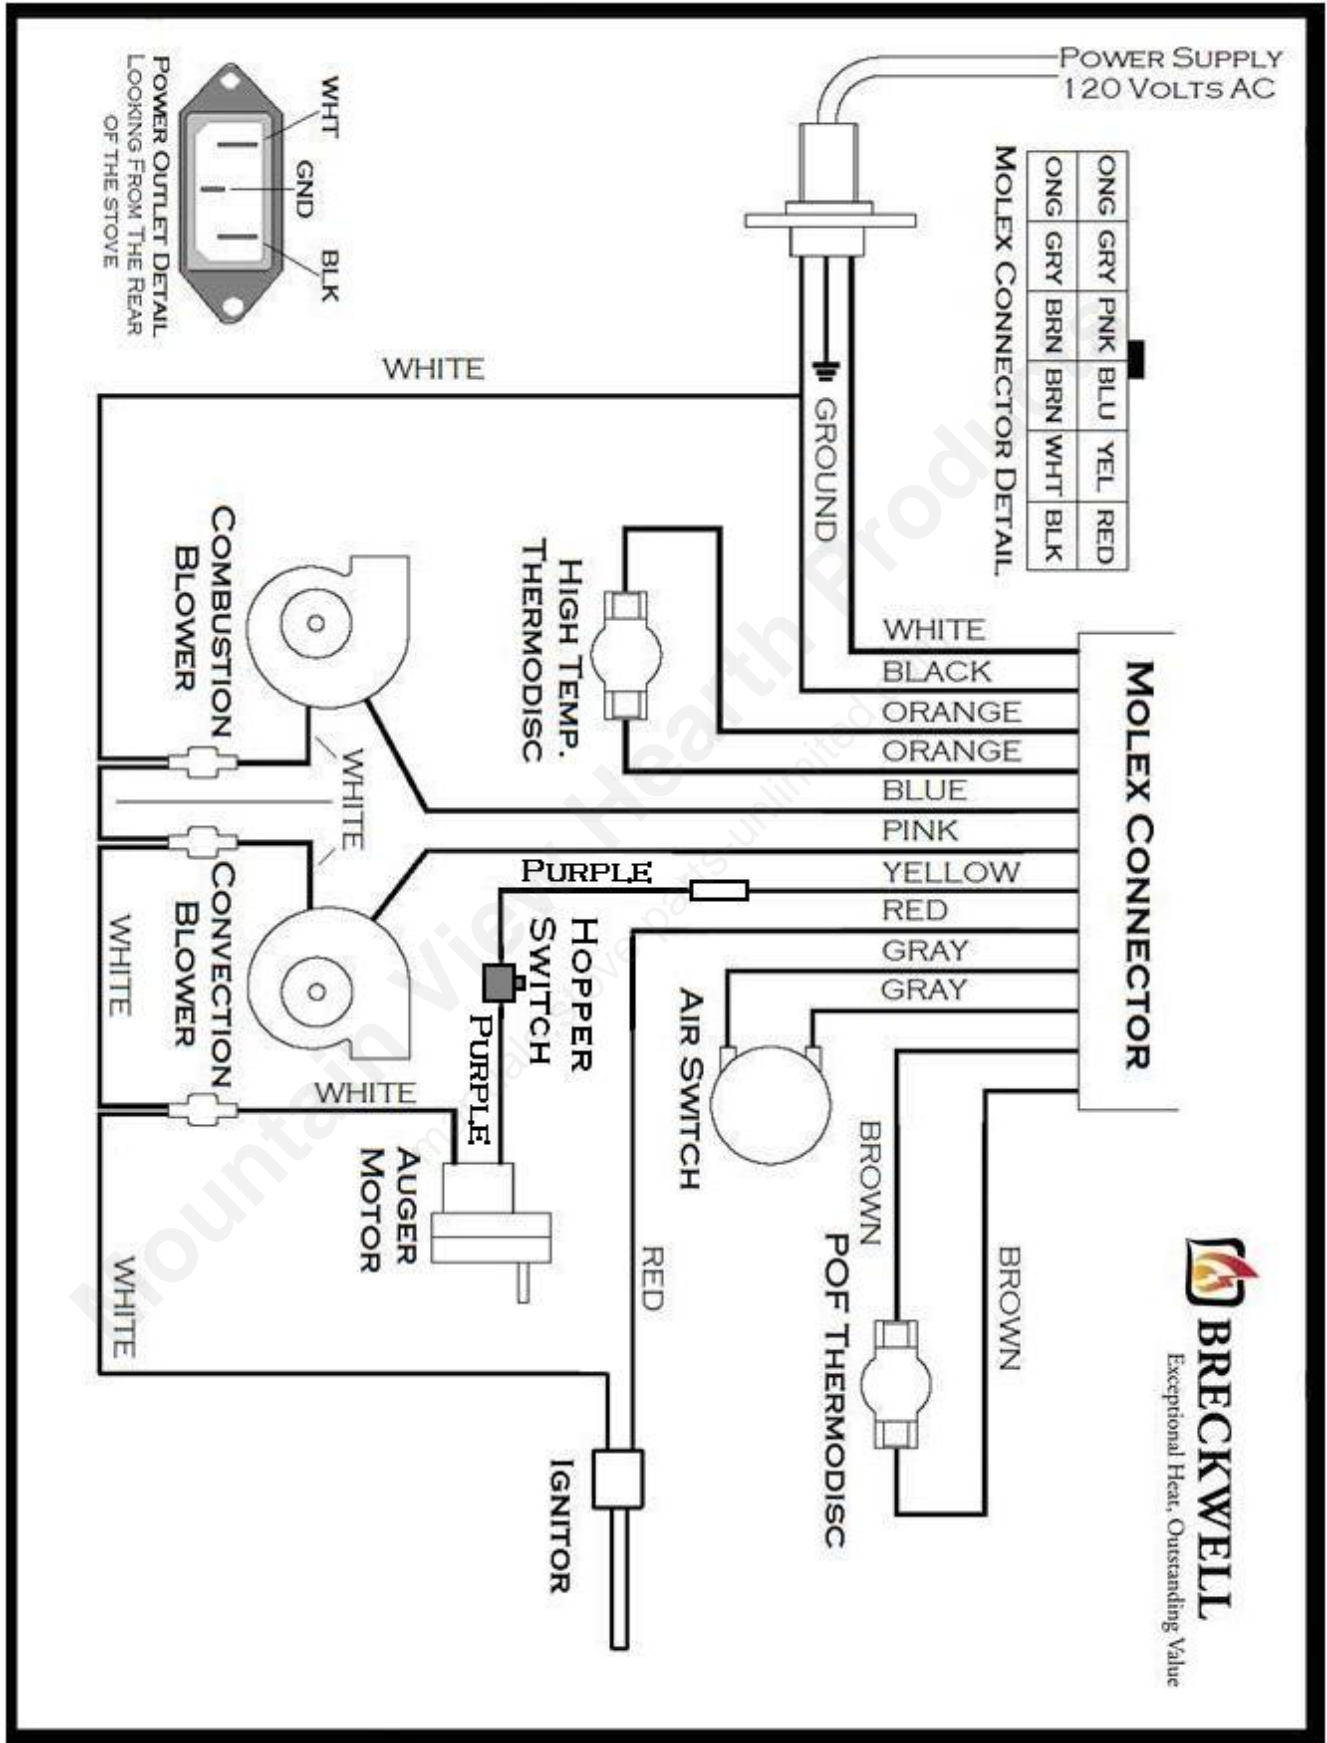 POWER SUPPLY
120 VOLTS AC
ONG GRY PNK BLU YEL RED
ONG GRY BRN BRN WHT BLK
MOLEX CONNECTOR DETAIL
WHT
GND
BLK
POWER OUTLET DETAIL
LOOKING FROM THE REAR
OF THE STOVE
WHITE
GROUND
COMBUSTION
BLOWER
HIGH TEMP.
THERMODISC
WHITE
BLACK
ORANGE
ORANGE
BLUE
PINK
YELLOW
RED
GRAY
GRAY
MOLEX CONNECTOR
WHITE
PURPLE
CONVECTION
BLOWER
WHITE
HOPPER
SWITCH
PURPLE
AIR SWITCH
WHITE
AUGER
MOTOR
BROWN
BROWN
POF THERMODISC
RED
WHITE
IGNITOR
BRECKWELL
Exceptional Heat, Outstanding Value
Mountain View Hearth Products